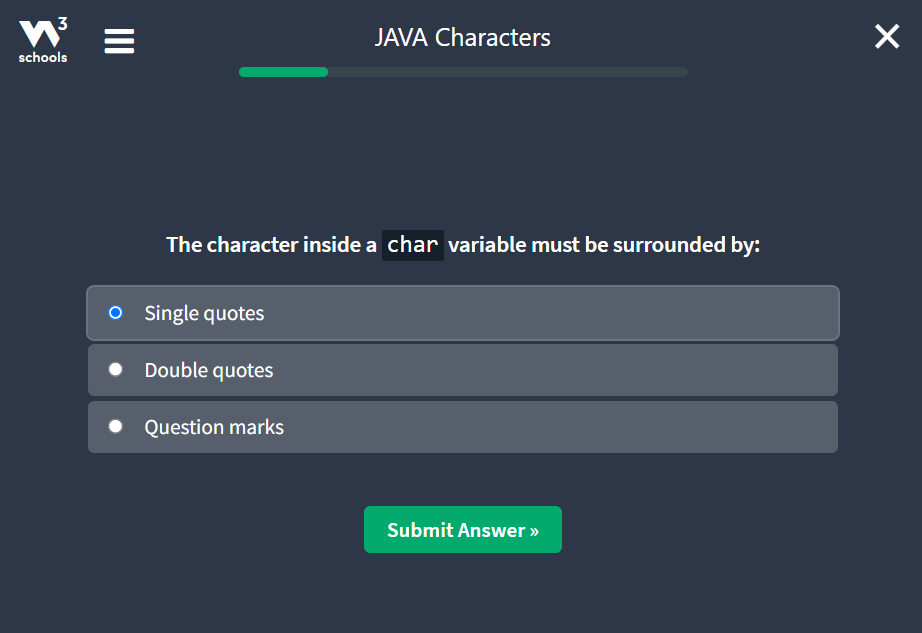 W3
schools
JAVA Characters
The character inside a char variable must be surrounded by:
Single quotes
Double quotes
Question marks
Submit Answer »